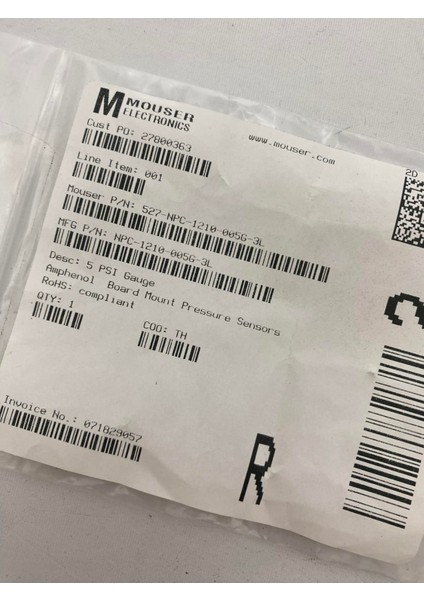 MOUSER
ELECTRONICS
www.mouser.com
Cust PO: 27800363
Line Item: 001
2D
Mouser P/N: 527-NPC-1210-005G-3L
MFG P/N: NPC-1210-005G-3L
Desc: 5 PSI Gauge
Amphenol Board Mount Pressure Sensors
RoHS: compliant
QTY: 1
COO: TH
Invoice No.: 071829057
R